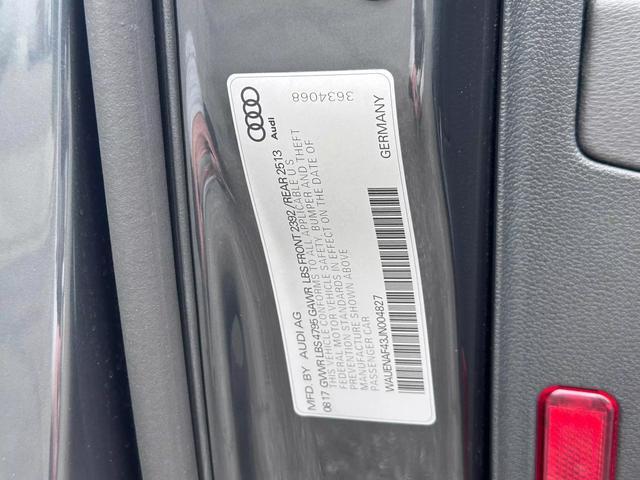 MFD. BY AUDI AG
08 17 GVWR LBS 4795 GAWR LBS FRONT 2392 / REAR 2513
THIS VEHICLE CONFORMS TO ALL APPLICABLE U.S.
FEDERAL MOTOR VEHICLE SAFETY, BUMPER AND THEFT
PREVENTION STANDARDS IN EFFECT ON THE DATE OF
MANUFACTURE SHOWN ABOVE
PASSENGER CAR
WAUENAF43JN004827
GERMANY
Audi
3634068